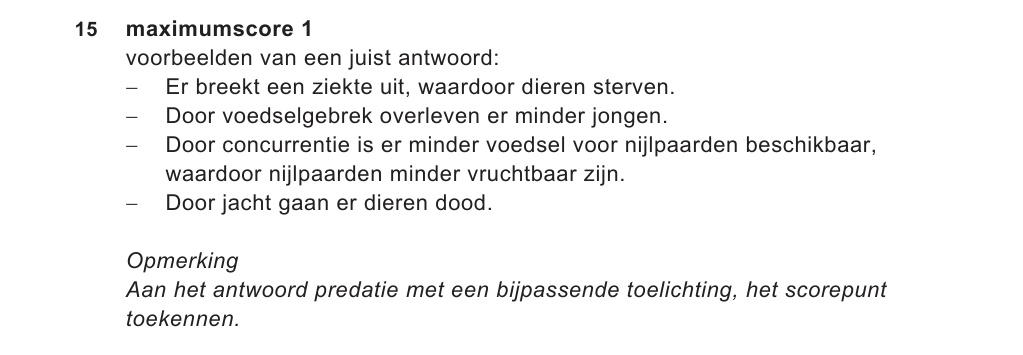 15 maximumscore 1
voorbeelden van een juist antwoord:
– Er breekt een ziekte uit, waardoor dieren sterven.
– Door voedselgebrek overleven er minder jongen.
– Door concurrentie is er minder voedsel voor nijlpaarden beschikbaar,
waardoor nijlpaarden minder vruchtbaar zijn.
– Door jacht gaan er dieren dood.
Opmerking
Aan het antwoord predatie met een bijpassende toelichting, het scorepunt
toekennen.